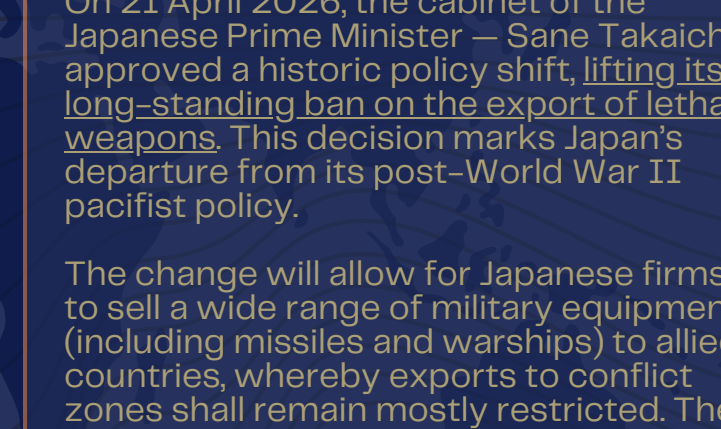 On 21 April 2026, the cabinet of the
Japanese Prime Minister — Sane Takaich
approved a historic policy shift, lifting its
long-standing ban on the export of letha
weapons. This decision marks Japan's
departure from its post-World War II
pacifist policy.
The change will allow for Japanese firms
to sell a wide range of military equipmen
(including missiles and warships) to allie
countries, whereby exports to conflict
zones shall remain mostly restricted. The